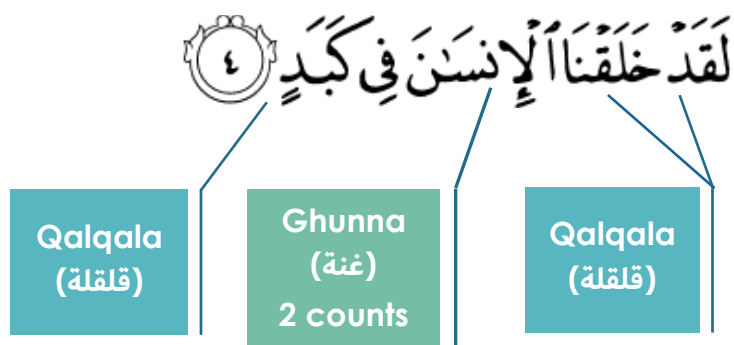 لَقَدْ خَلَقْنَا ٱلْإِنسَـٰنَ فِى كَبَدٍ ٤
Qalqala
(قلقلة)
Ghunna
(غنة)
2 counts
Qalqala
(قلقلة)